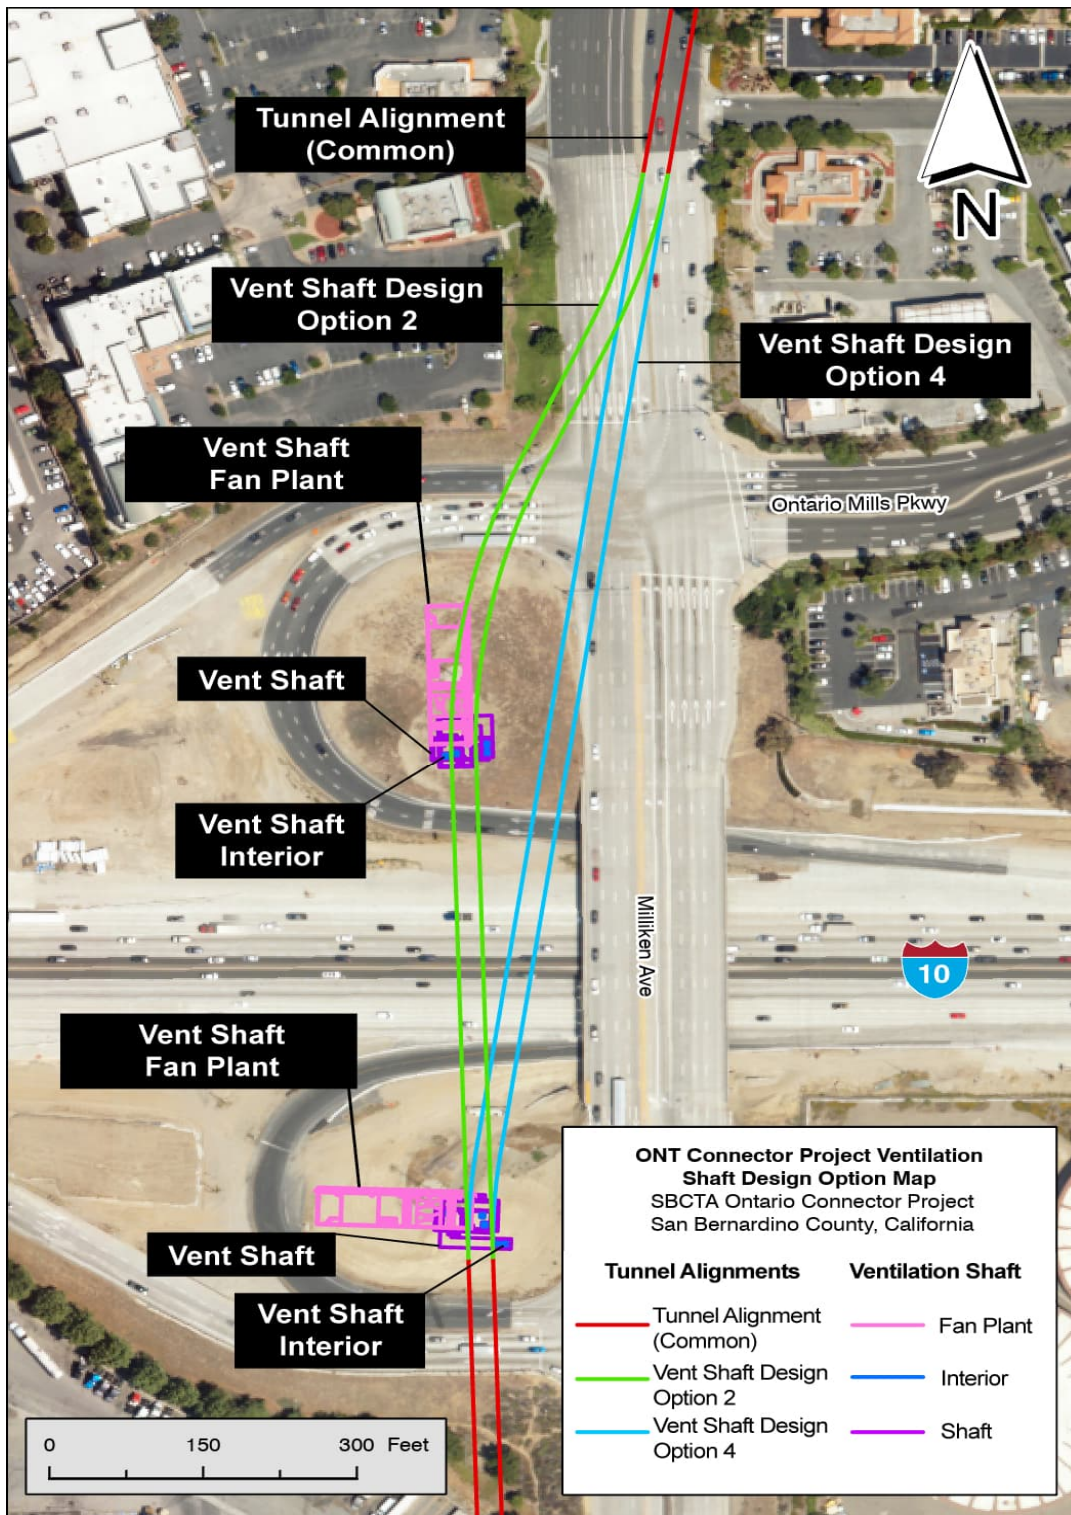 Tunnel Alignment
(Common)
N
Vent Shaft Design
Option 2
Vent Shaft Design
Option 4
Vent Shaft
Fan Plant
Ontario Mills Pkwy
Vent Shaft
Vent Shaft
Interior
Milliken Ave
10
Vent Shaft
Fan Plant
Vent Shaft
Vent Shaft
Interior
ONT Connector Project Ventilation
Shaft Design Option Map
SBCTA Ontario Connector Project
San Bernardino County, California
Tunnel Alignments
Tunnel Alignment
(Common)
Vent Shaft Design
Option 2
Vent Shaft Design
Option 4
Ventilation Shaft
Fan Plant
Interior
Shaft
0 150 300 Feet